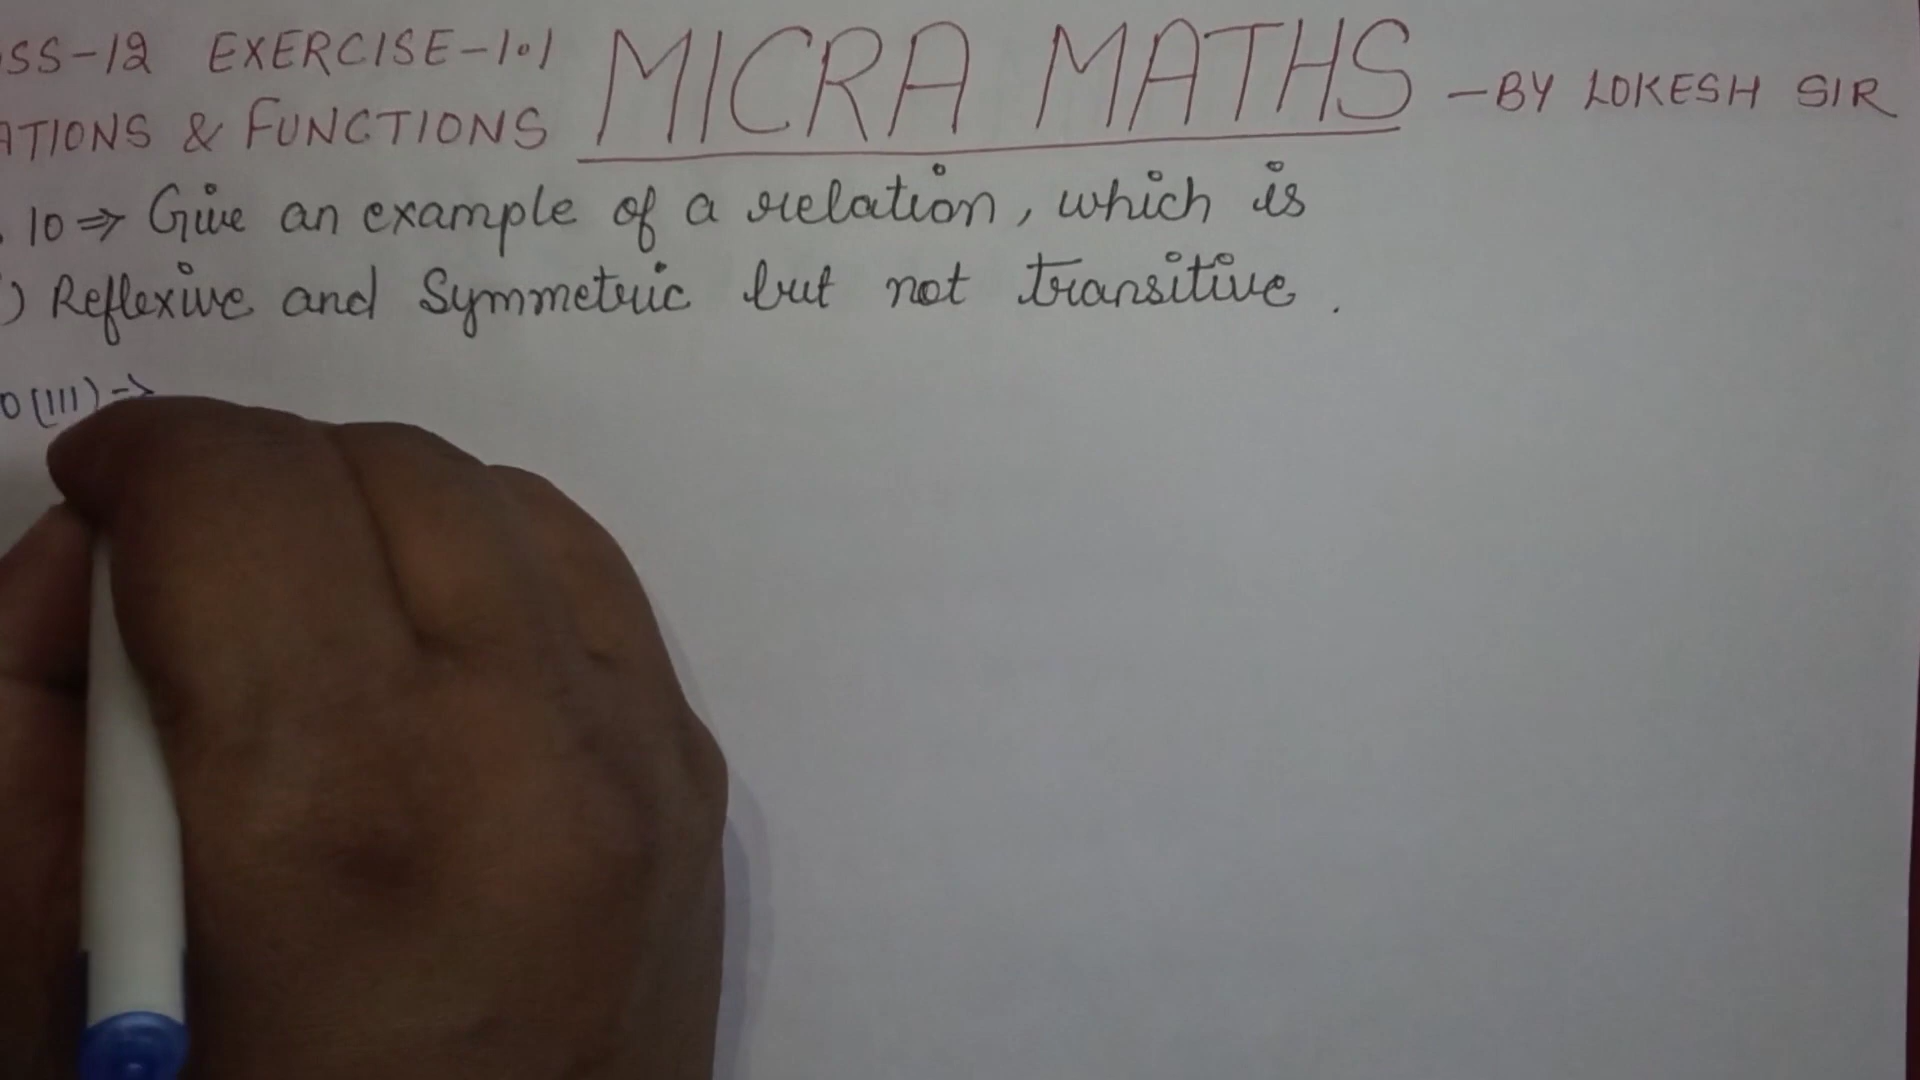 SS-12 EXERCISE-1.1 MICRA MATHS -BY LOKESH SIR
ATIONS & FUNCTIONS
. 10 ⇒ Give an example of a relation, which is
) Reflexive and Symmetric but not transitive.
0 (III) →